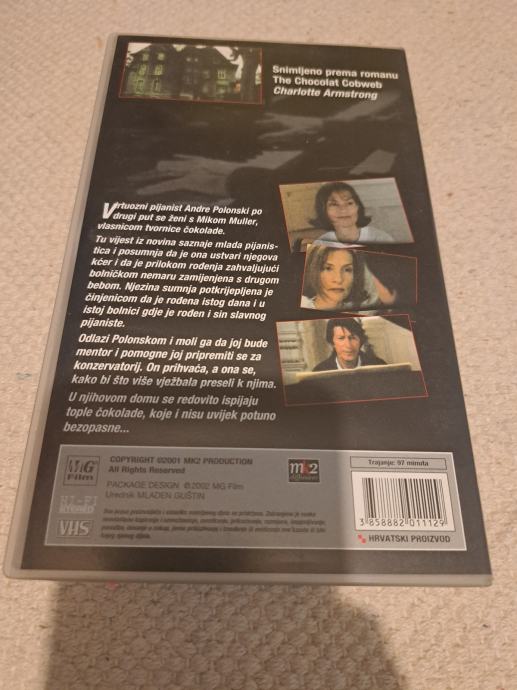 Snimljeno prema romanu
The Chocolat Cobweb
Charlotte Armstrong
Virtuozni pijanist Andre Polonski po
drugi put se ženi s Mikom Muller,
vlasnicom tvornice čokolade.
Tu vijest iz novina saznaje mlada pijanis-
tica i posumnja da je ona ustvari njegova
kćer i da je prilikom rođenja zahvaljujući
bolničkom nemaru zamijenjena s drugom
bebom. Njezina sumnja potkrijepljena je
činjenicom da je rođena istog dana i u
istoj bolnici gdje je rođen i sin slavnog
pijaniste.
Odlazi Polonskom i moli ga da joj bude
mentor i pomogne joj pripremiti se za
konzervatorij. On prihvaća, a ona se,
kako bi što više vježbala preseli k njima.
U njihovom domu se redovito ispijaju
tople čokolade, koje i nisu uvijek potuno
bezopasne...
MG
Film
HI-FI
STEREO
VHS
COPYRIGHT ©2001 MK2 PRODUCTION
All Rights Reserved
PACKAGE DESIGN ©2002 MG Film
Urednik MLADEN GUŠTIN
mk2
Trajanje: 97 minuta
3 858882 011129
HRVATSKI PROIZVOD